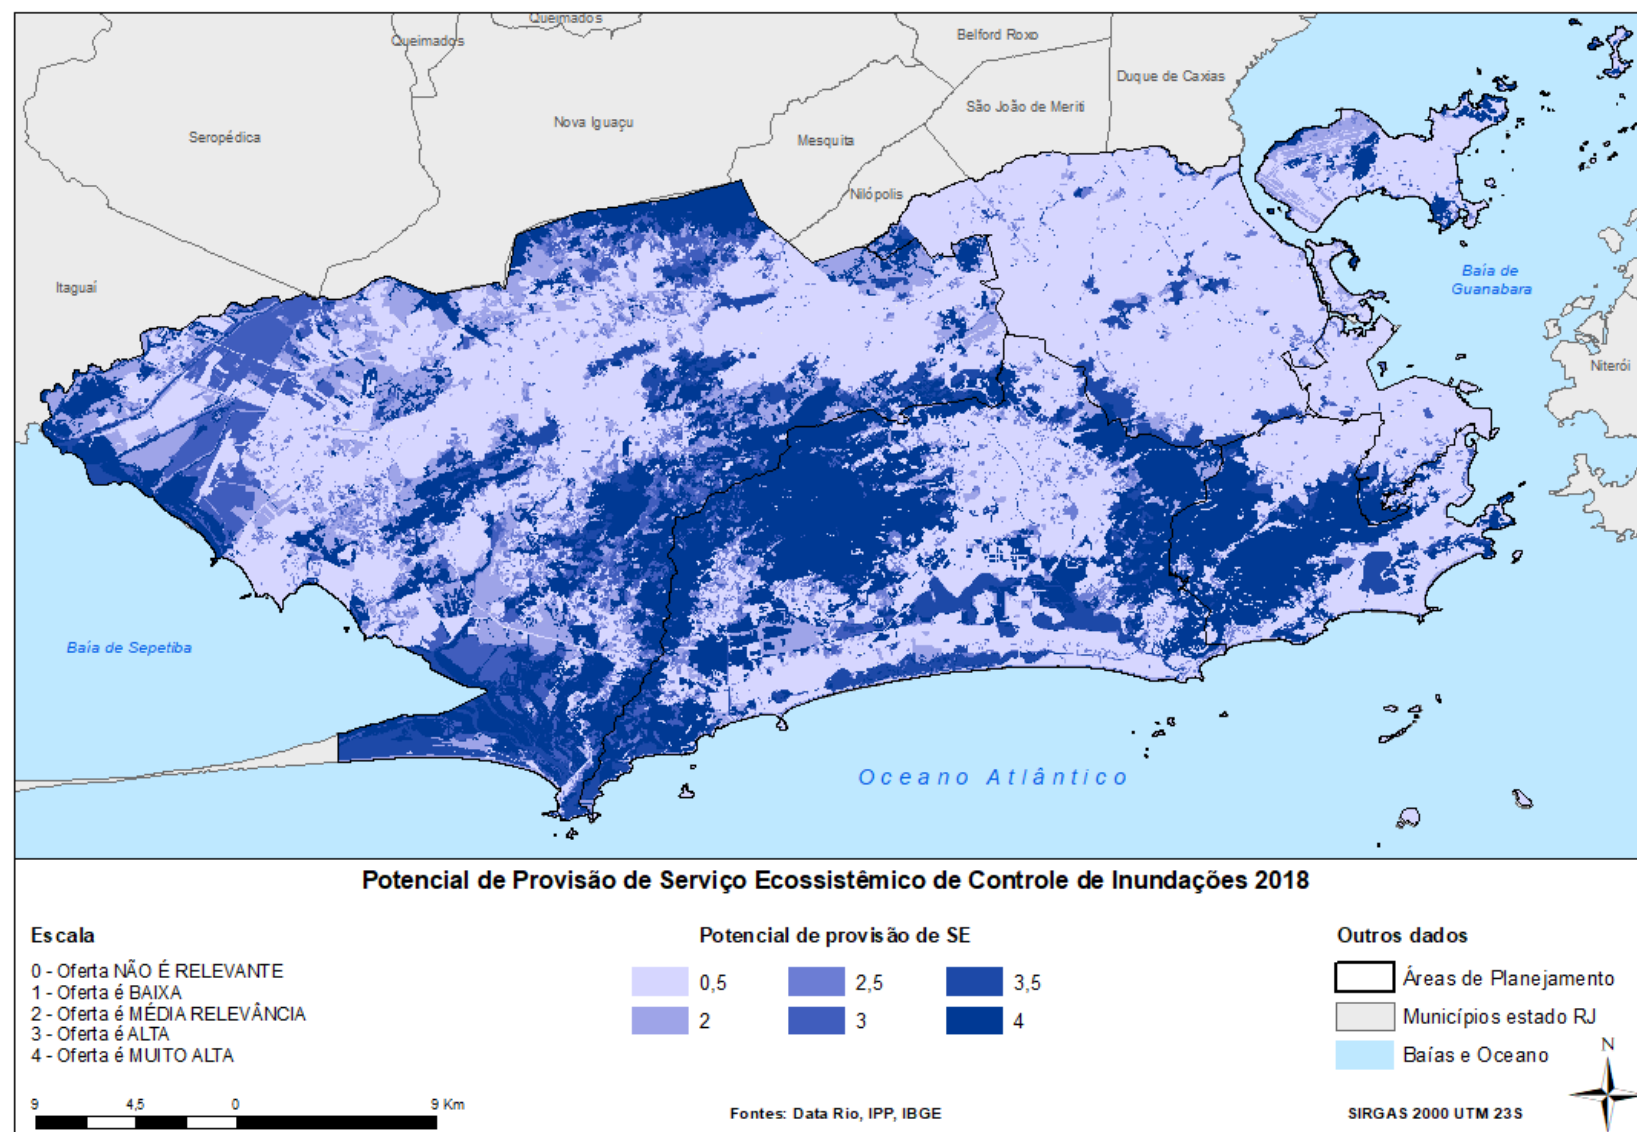 Queimados
Queimados
Belford Roxo
Duque de Caxias
São João de Meriti
Nova Iguaçu
Seropédica
Mesquita
Nilópolis
Itaguaí
Baía de
Guanabara
Niterói
Baía de Sepetiba
Oceano Atlântico
Potencial de Provisão de Serviço Ecossistêmico de Controle de Inundações 2018
Escala
0 - Oferta NÃO É RELEVANTE
1 - Oferta é BAIXA
2 - Oferta é MÉDIA RELEVÂNCIA
3 - Oferta é ALTA
4 - Oferta é MUITO ALTA
9 4,5 0 9 Km
Potencial de provisão de SE
0,5 2,5 3,5
2 3 4
Fontes: Data Rio, IPP, IBGE
Outros dados
Áreas de Planejamento
Municípios estado RJ
Baías e Oceano
N
SIRGAS 2000 UTM 23S